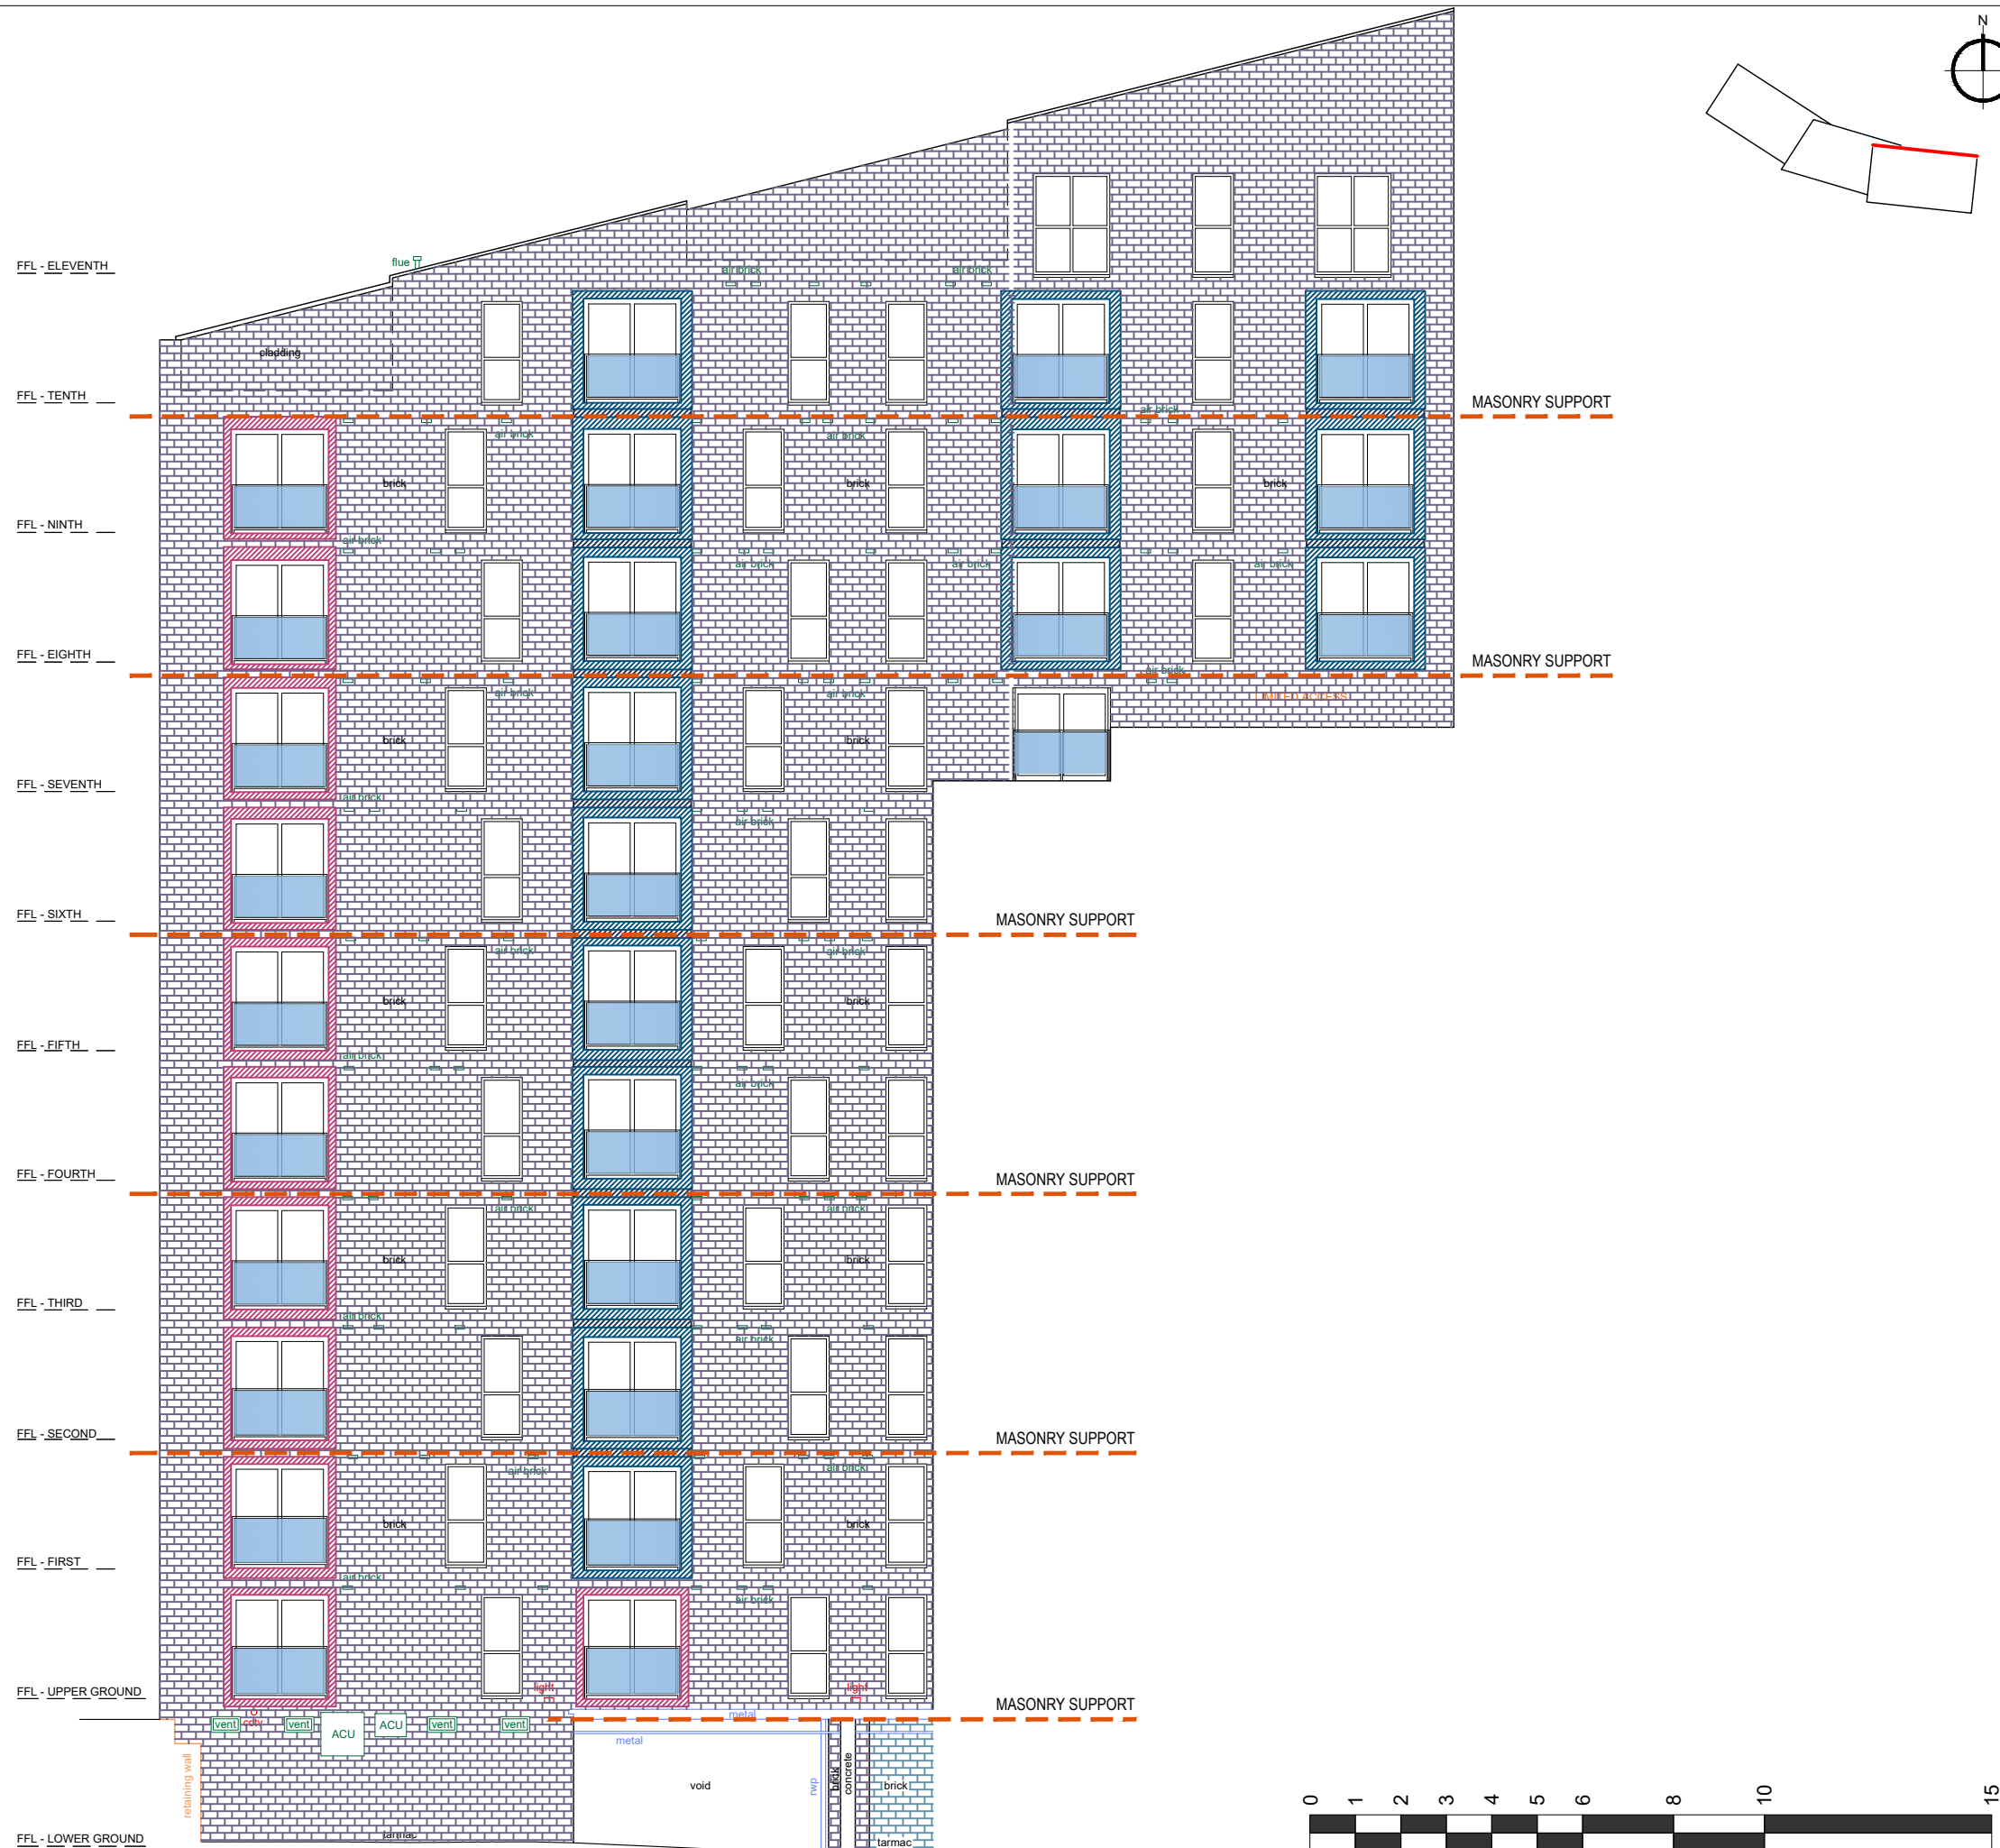 N
FFL - ELEVENTH
flue
air brick air brick
cladding
FFL - TENTH
MASONRY SUPPORT
air brick
air brick air brick
brick brick brick
FFL - NINTH
air brick
air brick air brick air brick
FFL - EIGHTH
MASONRY SUPPORT
air brick
air brick air brick LIMITED ACCESS
brick brick
FFL - SEVENTH
air brick
air brick
FFL - SIXTH
MASONRY SUPPORT
air brick air brick
brick brick
FFL - FIFTH
air brick
air brick
FFL - FOURTH
MASONRY SUPPORT
air brick air brick
brick brick
FFL - THIRD
air brick
air brick
FFL - SECOND
MASONRY SUPPORT
air brick air brick
brick brick
FFL - FIRST
air brick
air brick
light light
FFL - UPPER GROUND
MASONRY SUPPORT
metal
vent cctv vent ACU ACU vent vent
metal
retaining wall
void
rwp
brick
concrete
brick
0 1 2 3 4 5 6 8 10 15
FFL - LOWER GROUND
tarmac
tarmac